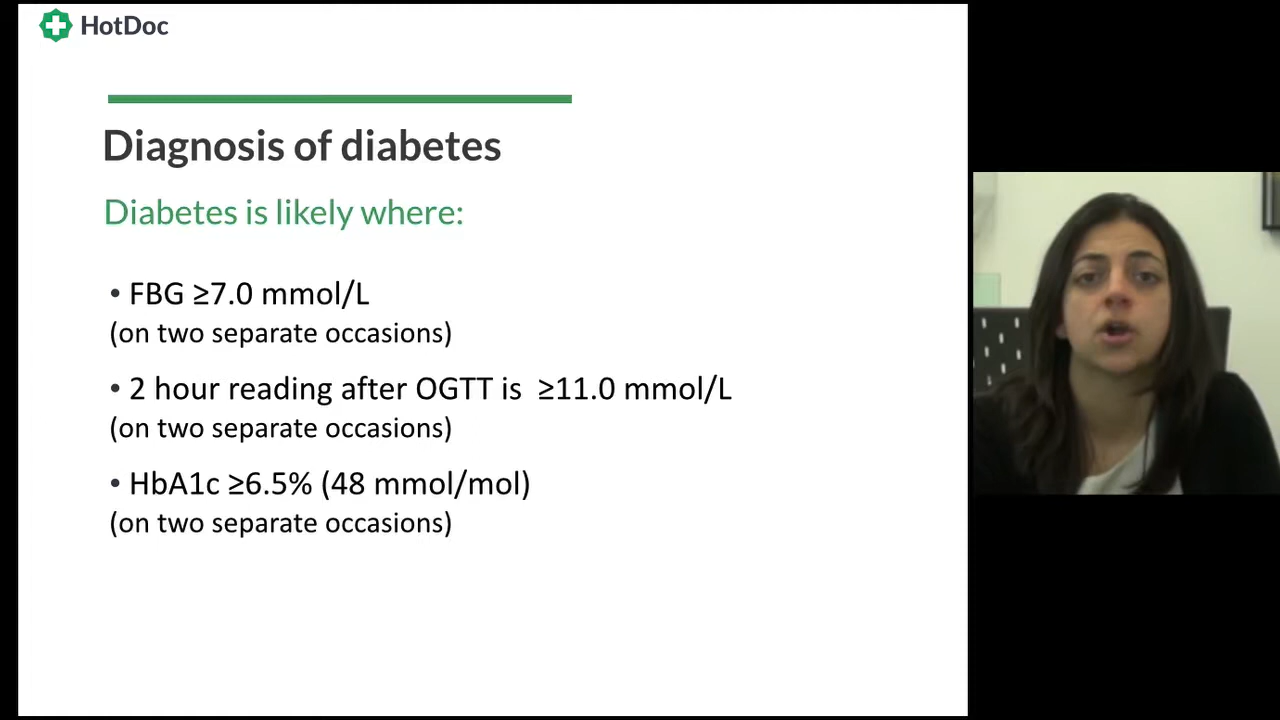 HotDoc
Diagnosis of diabetes
Diabetes is likely where:
• FBG ≥7.0 mmol/L
(on two separate occasions)
• 2 hour reading after OGTT is ≥11.0 mmol/L
(on two separate occasions)
• HbA1c ≥6.5% (48 mmol/mol)
(on two separate occasions)